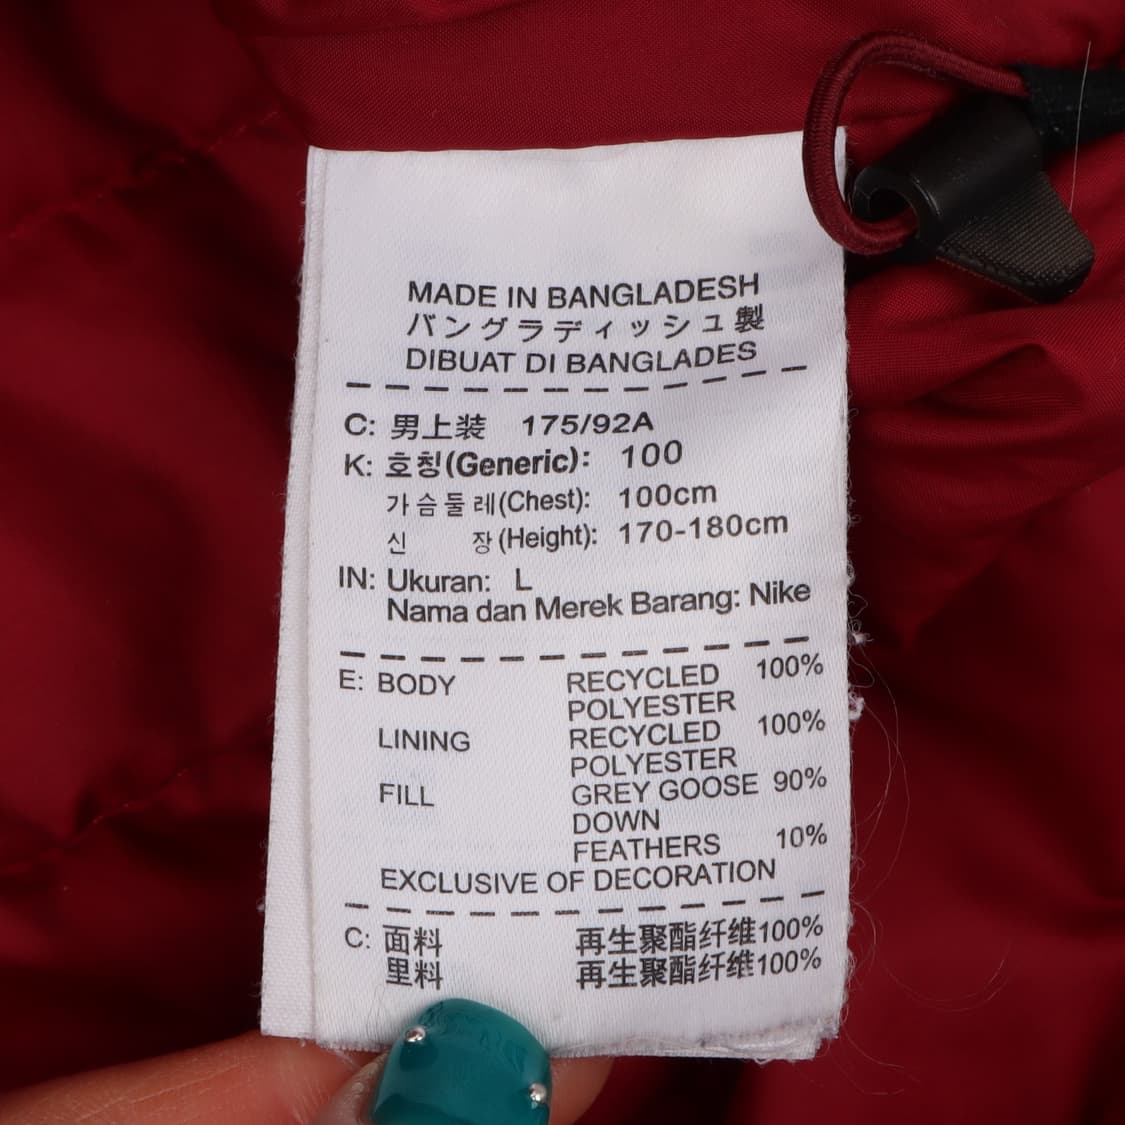 MADE IN BANGLADESH
バングラディッシュ製
DIBUAT DI BANGLADES
C: 男上装 175/92A
K: 호칭(Generic): 100
가슴둘레(Chest): 100cm
신 장(Height): 170-180cm
IN: Ukuran: L
Nama dan Merek Barang: Nike
E: BODY RECYCLED 100%
POLYESTER
LINING RECYCLED 100%
POLYESTER
FILL GREY GOOSE 90%
DOWN
FEATHERS 10%
EXCLUSIVE OF DECORATION
C: 面料 再生聚酯纤维100%
里料 再生聚酯纤维100%